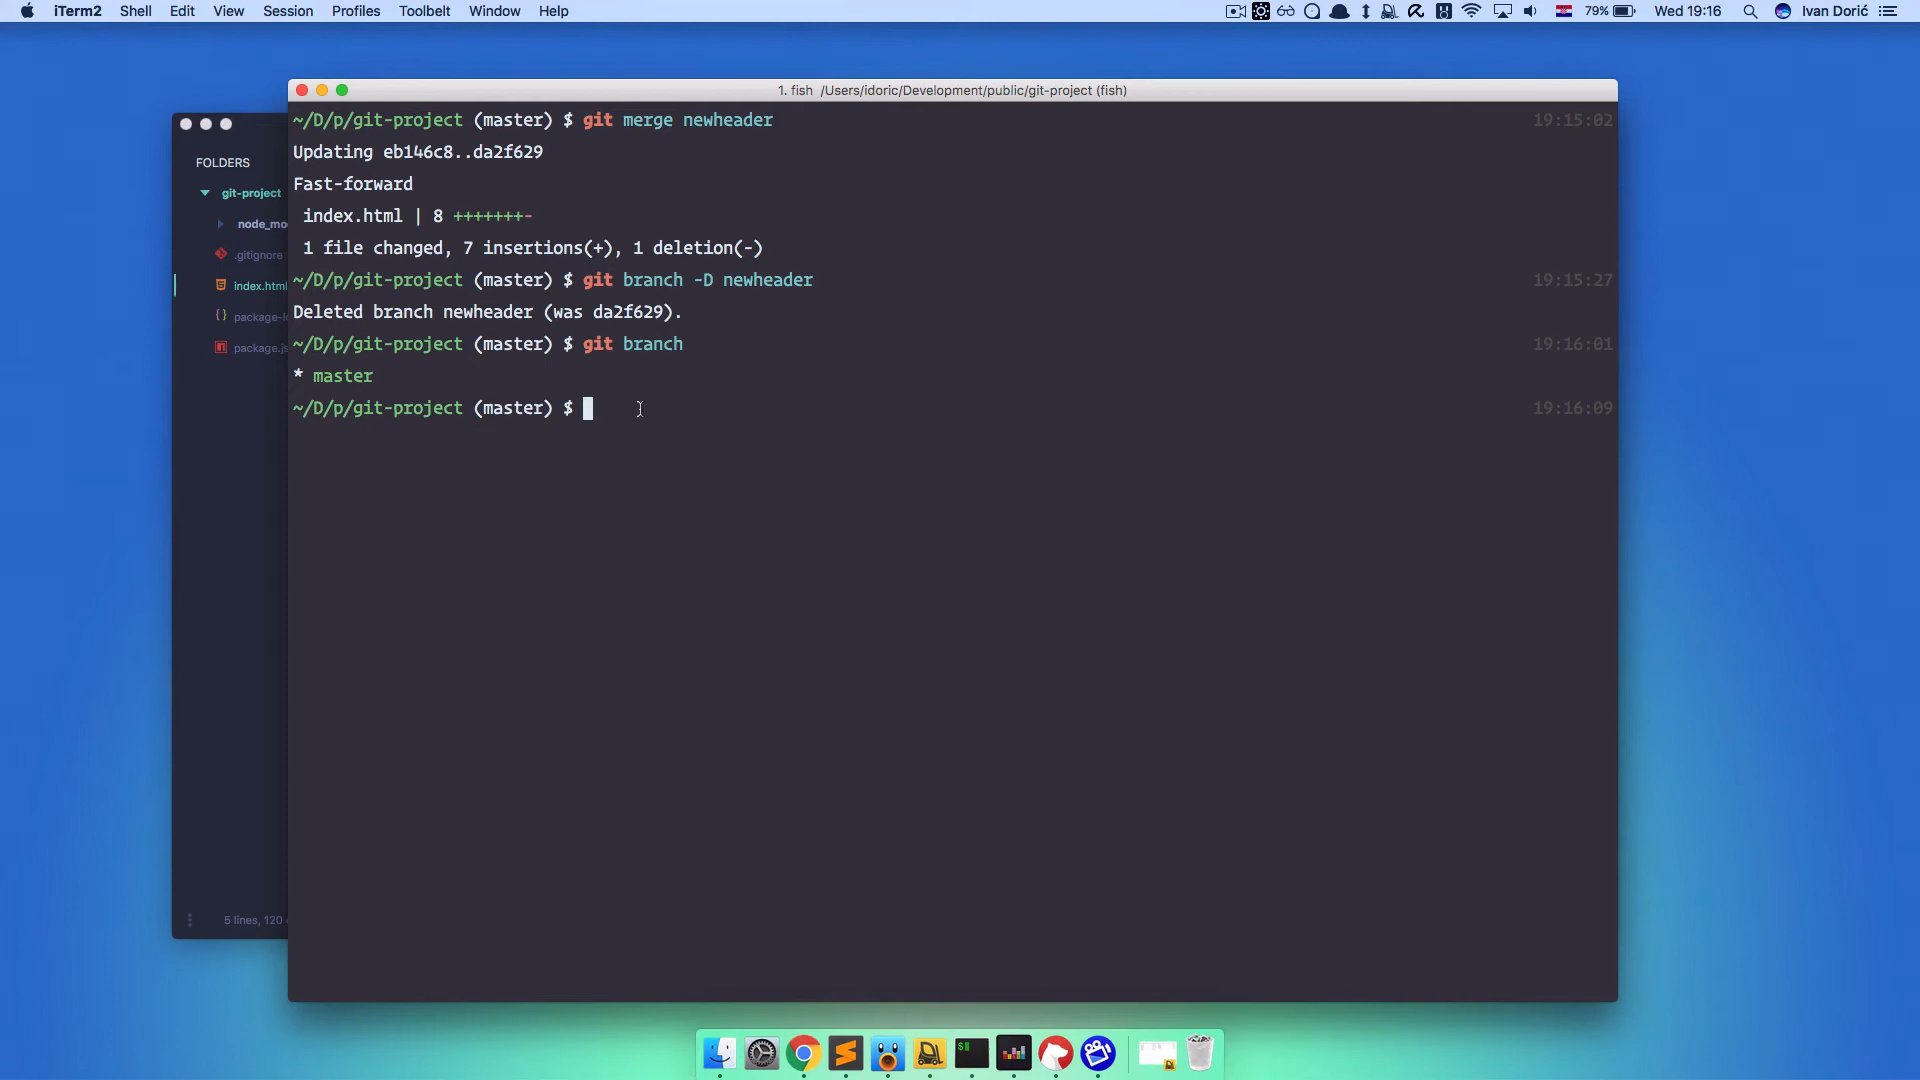 iTerm2 Shell Edit View Session Profiles Toolbelt Window Help 79% Wed 19:16 Ivan Dorić
1. fish /Users/idoric/Development/public/git-project (fish)
~/D/p/git-project (master) $ git merge newheader 19:15:02
Updating eb146c8..da2f629
Fast-forward
index.html | 8 +++++++-
1 file changed, 7 insertions(+), 1 deletion(-)
~/D/p/git-project (master) $ git branch -D newheader 19:15:27
Deleted branch newheader (was da2f629).
~/D/p/git-project (master) $ git branch 19:16:01
* master
~/D/p/git-project (master) $ 19:16:09
FOLDERS
git-project
node_mo
.gitignore
index.html
package-l
package.js
5 lines, 120